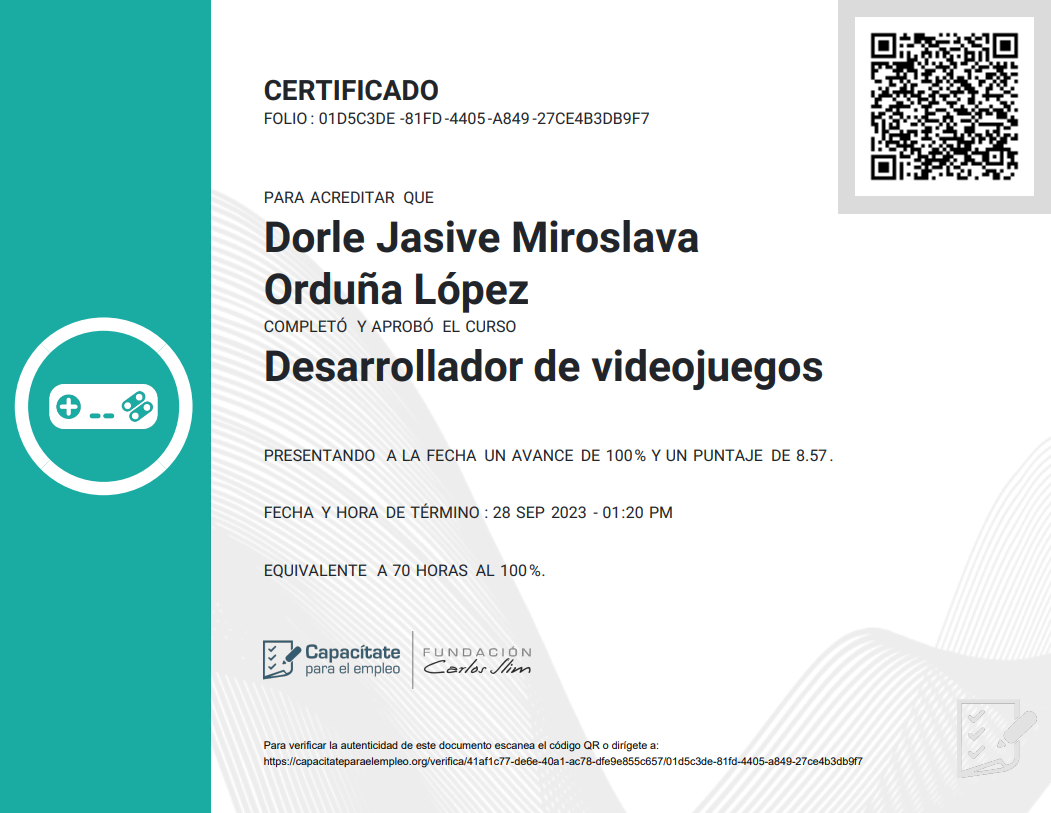 CERTIFICADO
FOLIO : 01D5C3DE -81FD -4405 -A849 -27CE4B3DB9F7
PARA ACREDITAR QUE
Dorle Jasive Miroslava
Orduña López
COMPLETÓ Y APROBÓ EL CURSO
Desarrollador de videojuegos
PRESENTANDO A LA FECHA UN AVANCE DE 100% Y UN PUNTAJE DE 8.57.
FECHA Y HORA DE TÉRMINO : 28 SEP 2023 - 01:20 PM
EQUIVALENTE A 70 HORAS AL 100%.
Capacítate
para el empleo
FUNDACIÓN
Carlos Slim
Para verificar la autenticidad de este documento escanea el código QR o dirígete a:
https://capacitateparaelempleo.org/verifica/41af1c77-de6e-40a1-ac78-dfe9e855c657/01d5c3de-81fd-4405-a849-27ce4b3db9f7